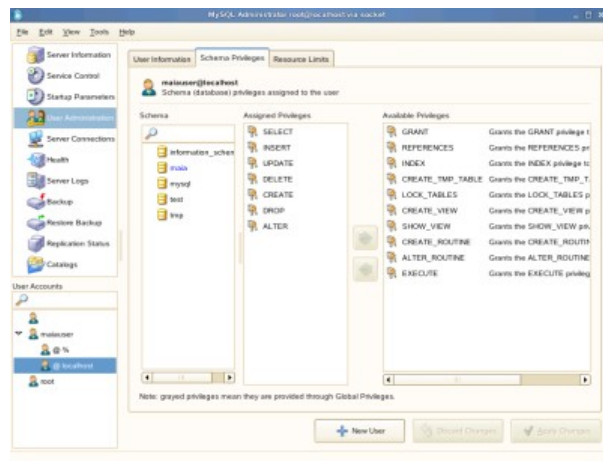 MySQL Administrator root@localhost via socket
File Edit View Tools Help
Server Information
Service Control
Startup Parameters
User Administration
Server Connections
Health
Server Logs
Backup
Restore Backup
Replication Status
Catalogs
User Accounts
maiauser
@ %
@ localhost
root
User Information Schema Privileges Resource Limits
maiauser@localhost
Schema (database) privileges assigned to the user
Schema
information_schem
maia
mysql
test
tmp
Assigned Privileges
SELECT
INSERT
UPDATE
DELETE
CREATE
DROP
ALTER
Available Privileges
GRANT Grants the GRANT privilege t
REFERENCES Grants the REFERENCES pr
INDEX Grants the INDEX privilege to
CREATE_TMP_TABLE Grants the CREATE_TMP_T
LOCK_TABLES Grants the LOCK_TABLES p
CREATE_VIEW Grants the CREATE_VIEW p
SHOW_VIEW Grants the SHOW_VIEW priv
CREATE_ROUTINE Grants the CREATE_ROUTIN
ALTER_ROUTINE Grants the ALTER_ROUTINE
EXECUTE Grants the EXECUTE privileg
Note: grayed privileges mean they are provided through Global Privileges.
New User Discard Changes Apply Changes